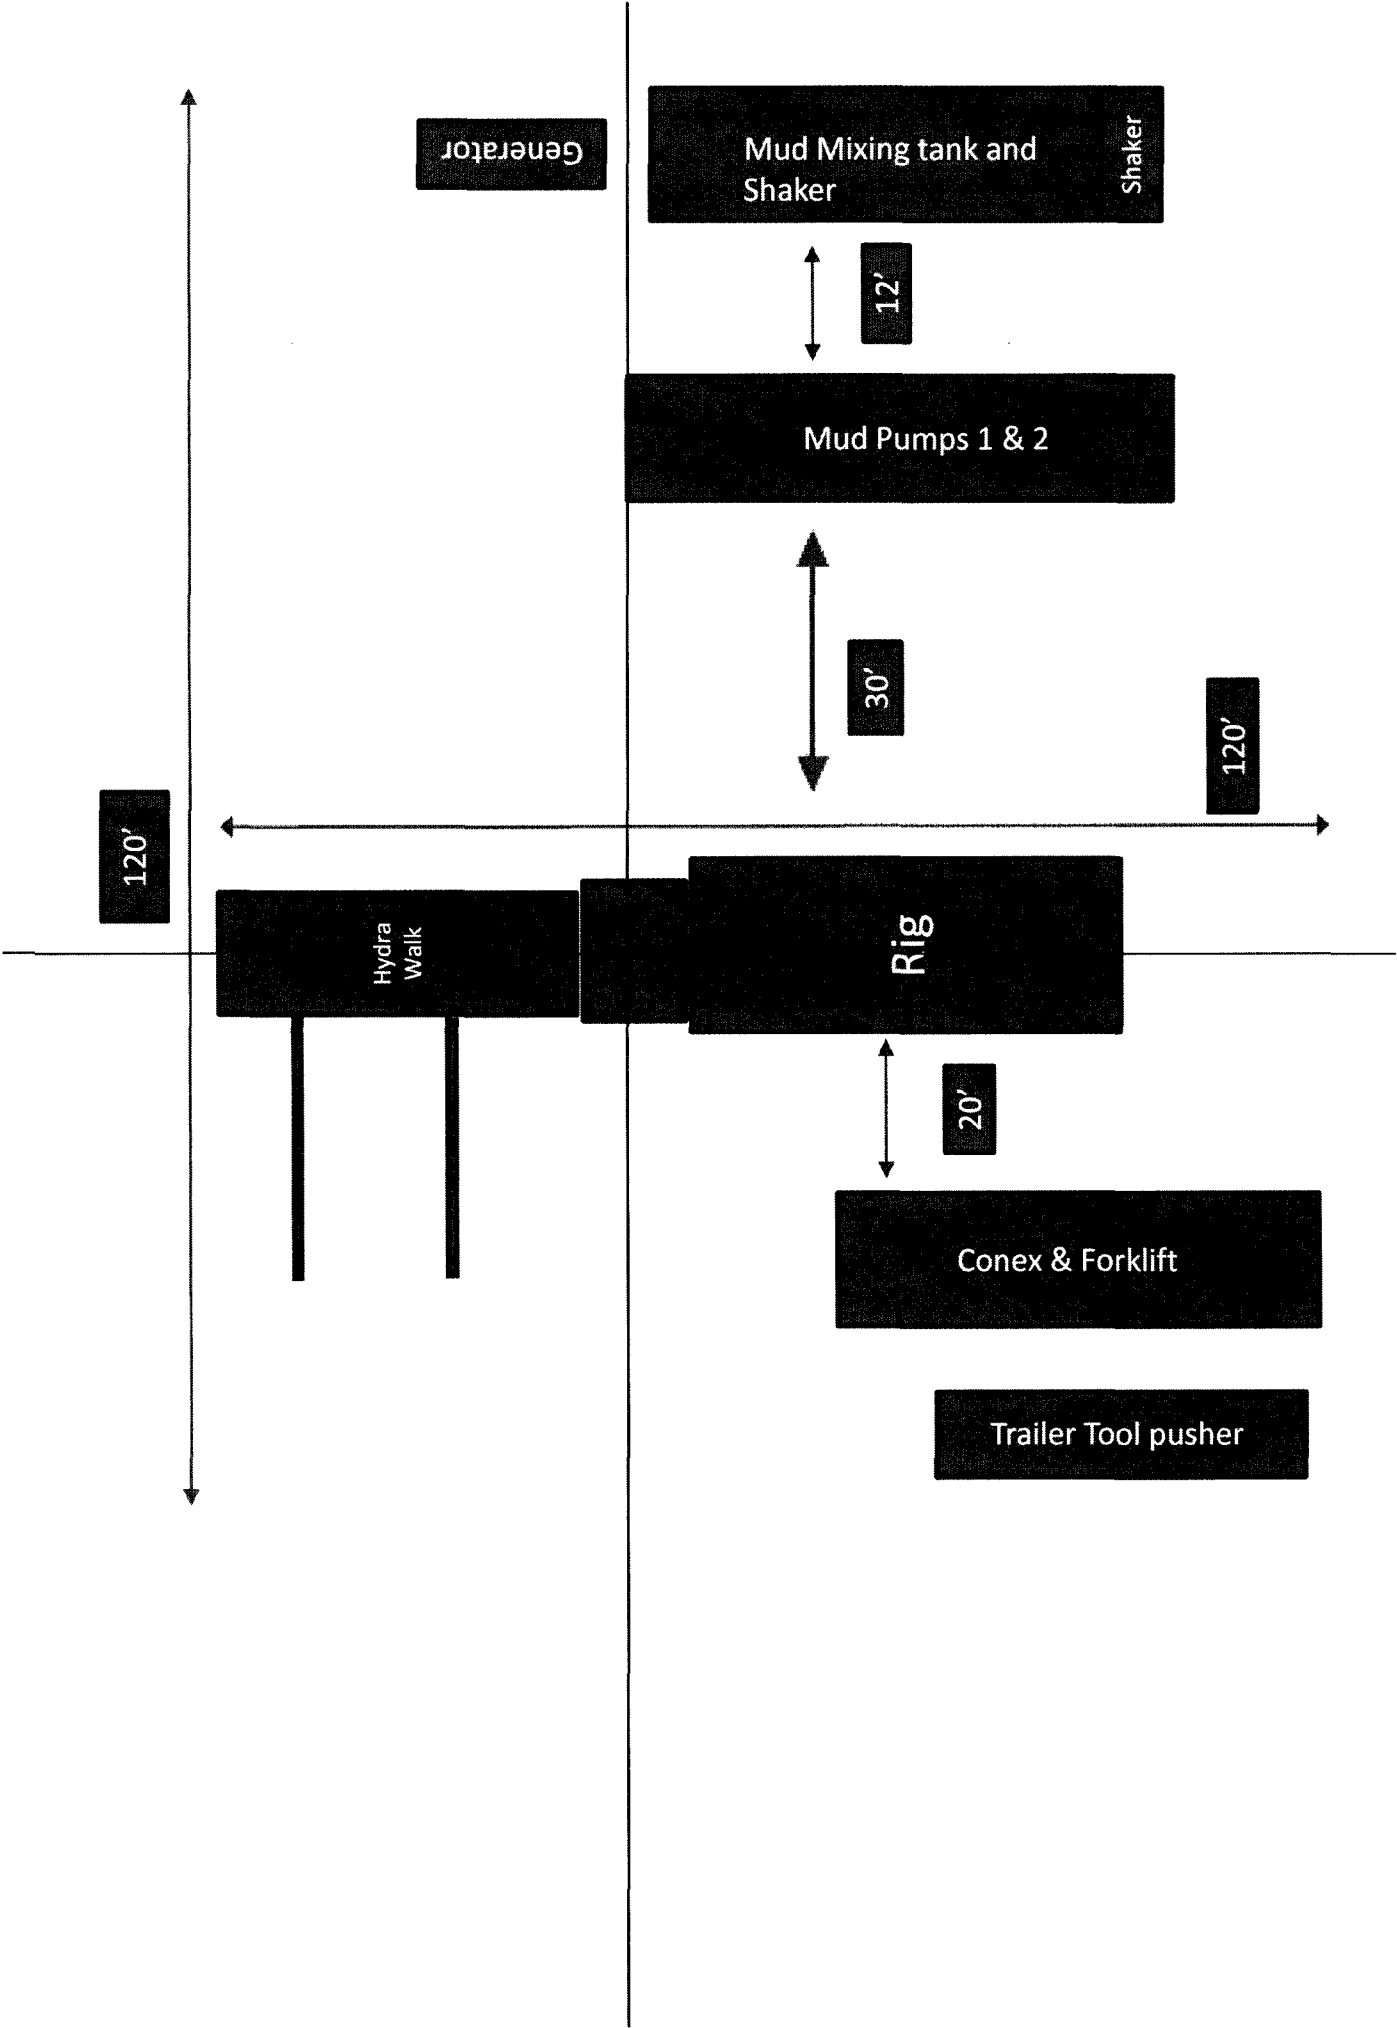 Generator
Mud Mixing tank and
Shaker
Shaker
12'
Mud Pumps 1 & 2
30'
120'
120'
Hydra
Walk
Rig
20'
Conex & Forklift
Trailer Tool pusher